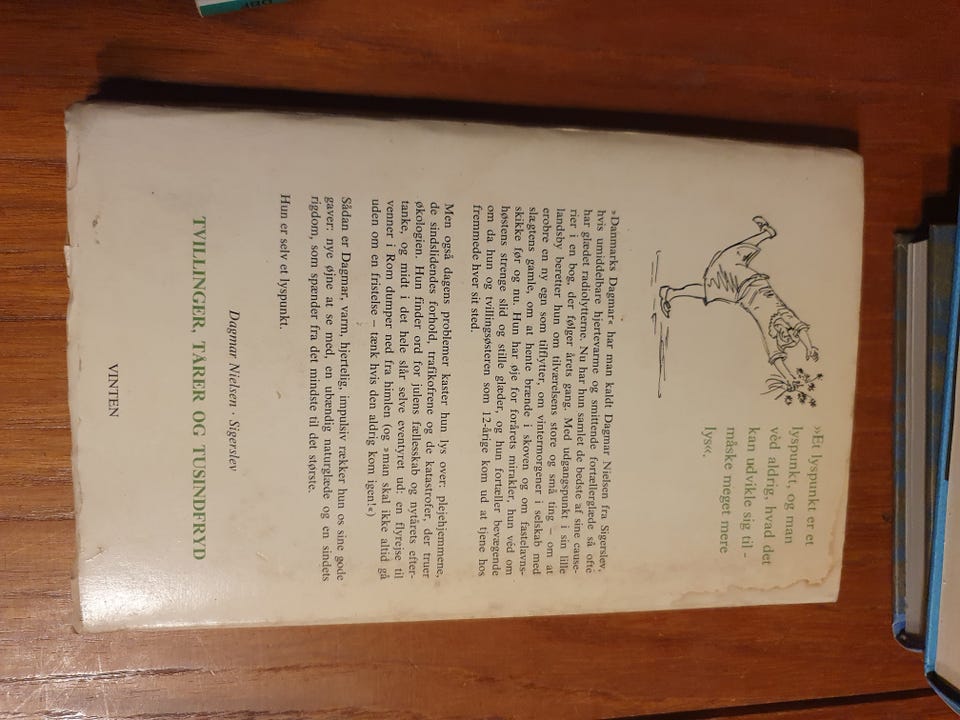 »Et lyspunkt er et
lyspunkt, og man
vèd aldrig, hvad det
kan udvikle sig til -
måske meget mere
lys«.
»Danmarks Dagmar« har man kaldt Dagmar Nielsen fra Sigerslev,
hvis umiddelbare hjertevarme og smittende fortællerglæde så ofte
har glædet radiolytterne. Nu har hun samlet de bedste af sine cause-
rier i en bog, der følger årets gang. Med udgangspunkt i sin lille
landsby beretter hun om tilværelsens store og små ting – om at
erobre en ny egn som tilflytter, om vintermorgener i selskab med
slægtens gamle, om at hente brænde i skoven og om fastelavns-
skikke før og nu. Hun har øje for forårets mirakler, hun véd om
høstens strenge slid og stille glæder, og hun fortæller bevægende
om da hun og tvillingsøsteren som 12-årige kom ud at tjene hos
fremmede hver sit sted.
Men også dagens problemer kaster hun lys over: plejehjemmene,
de sindslidendes forhold, trafikofrene og de katastrofer, der truer
økologien. Hun finder ord for julens fællesskab og nytårets efter-
tanke, og midt i det hele slår selve eventyret ud: en flyrejse til
venner i Rom dumper ned fra himlen (og »man skal ikke altid gå
uden om en fristelse – tænk hvis den aldrig kom igen!«)
Sådan er Dagmar, varm, hjertelig, impulsiv rækker hun os sine gode
gaver: nye øjne at se med, en ubændig naturglæde og en sindets
rigdom, som spænder fra det mindste til det største.
Hun er selv et lyspunkt.
Dagmar Nielsen · Sigerslev
TVILLINGER, TÅRER OG TUSINDFRYD
VINTEN